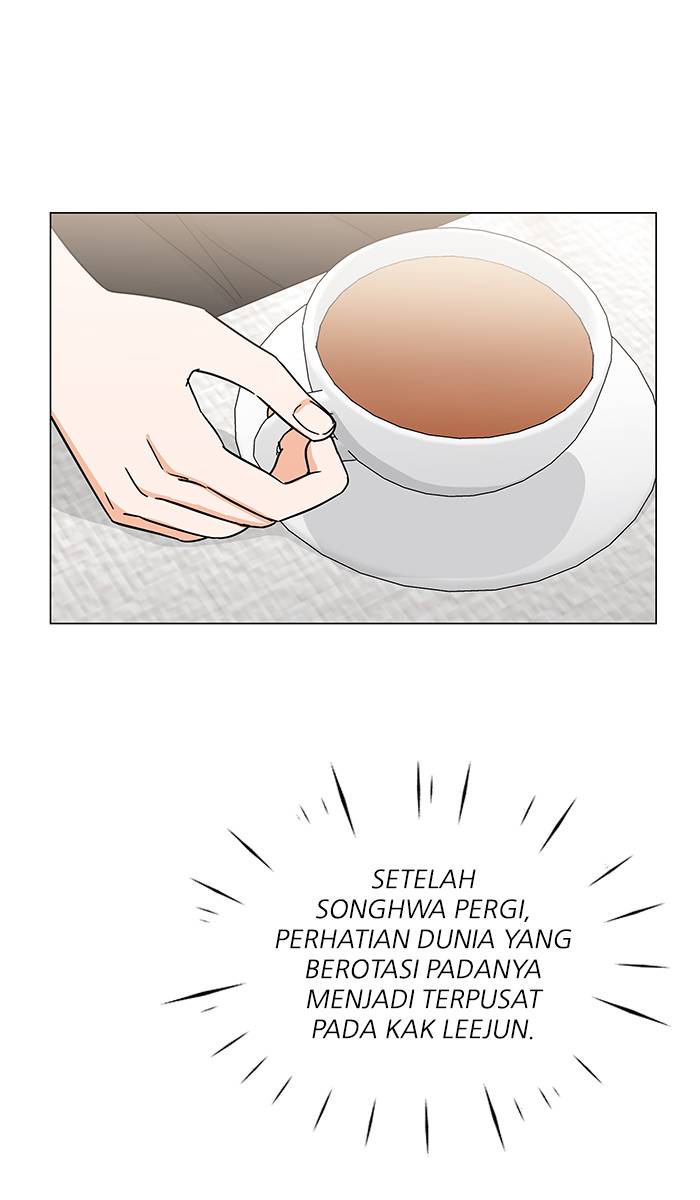 SETELAH
SONGHWA PERGI,
PERHATIAN DUNIA YANG
BEROTASI PADANYA
MENJADI TERPUSAT
PADA KAK LEEJUN.